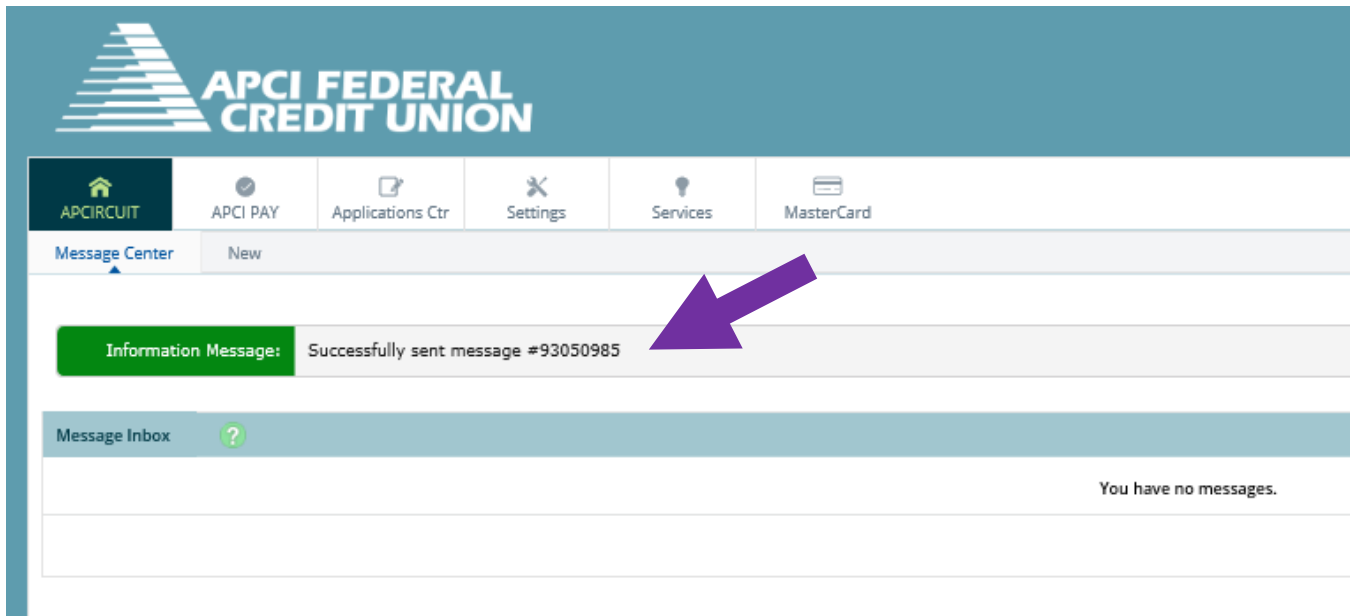 APCI FEDERAL
CREDIT UNION
APCIRCUIT APCI PAY Applications Ctr Settings Services MasterCard
Message Center New
Information Message: Successfully sent message #93050985
Message Inbox ?
You have no messages.